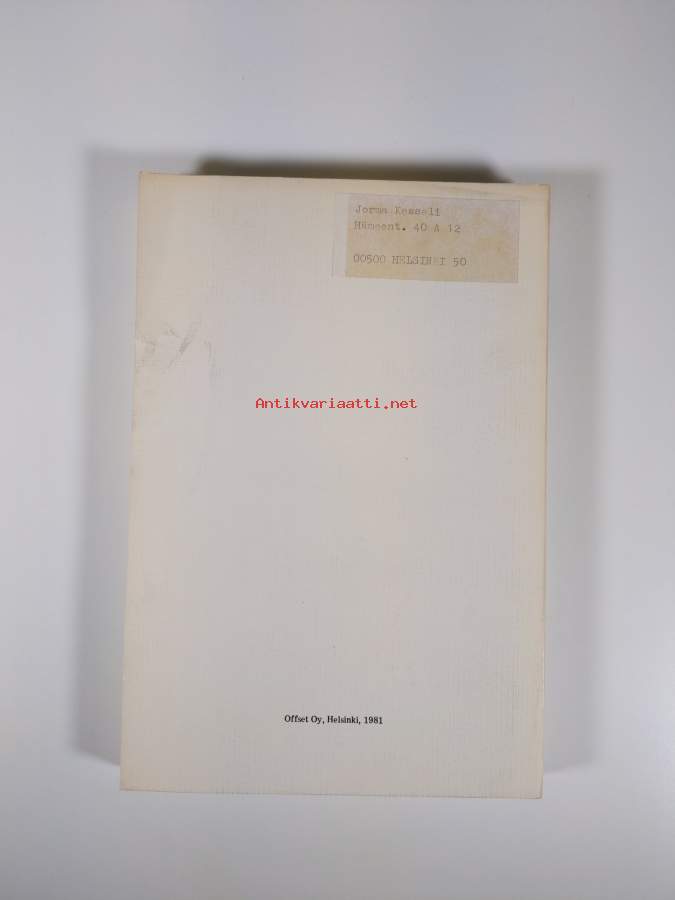 Jorma Kesseli
Hämeent. 40 A 12
00500 HELSINKI 50
Antikvariaatti.net
Offset Oy, Helsinki, 1981